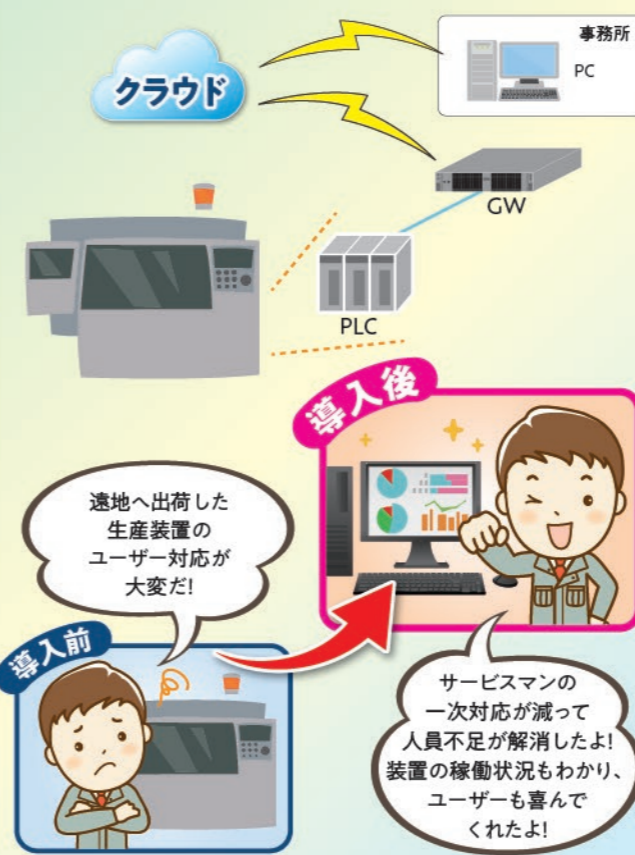 クラウド
事務所
PC
GW
PLC
導入後
遠地へ出荷した
生産装置の
ユーザー対応が
大変だ!
導入前
サービスマンの
一次対応が減って
人員不足が解消したよ!
装置の稼働状況もわかり、
ユーザーも喜んで
くれたよ!